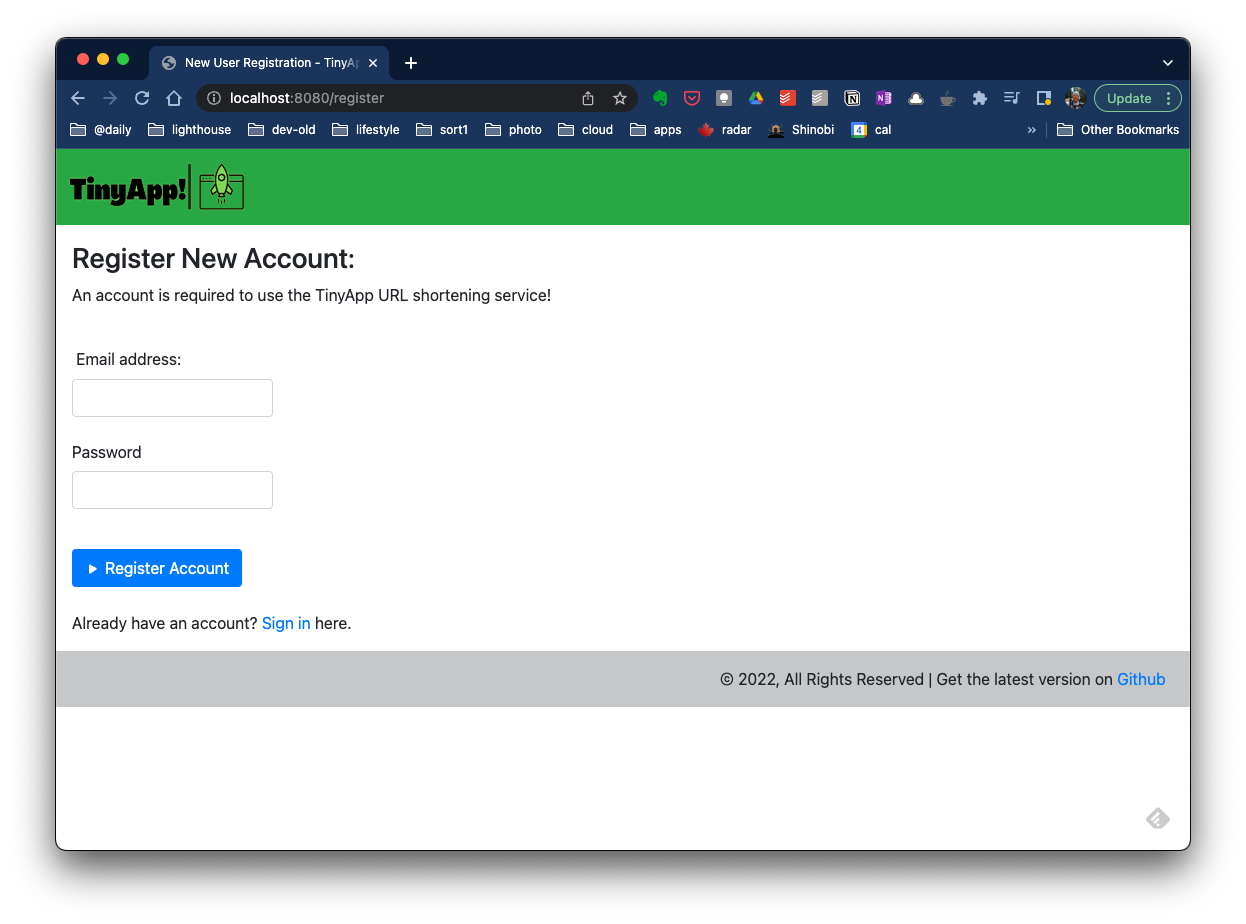 New User Registration - TinyAp
localhost:8080/register
Update
@daily lighthouse dev-old lifestyle sort1 photo cloud apps radar Shinobi 4 cal » Other Bookmarks
TinyApp!
Register New Account:
An account is required to use the TinyApp URL shortening service!
Email address:
Password
Register Account
Already have an account? Sign in here.
© 2022, All Rights Reserved | Get the latest version on Github